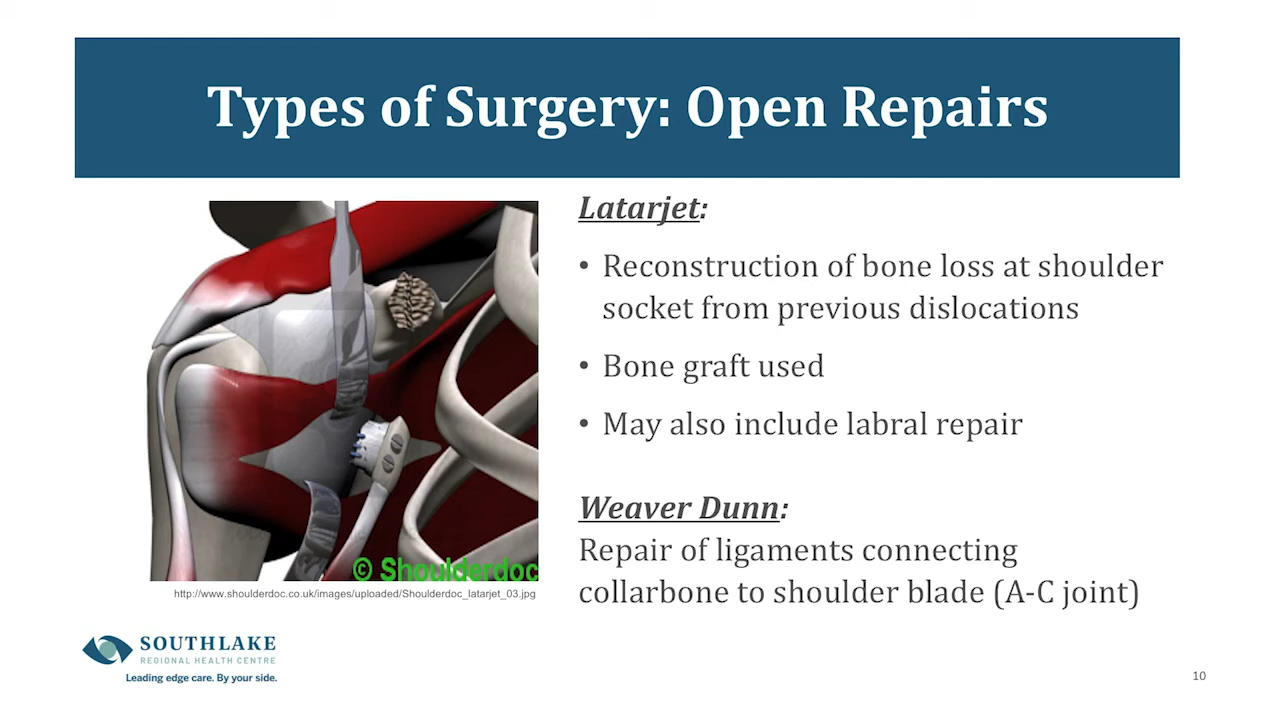 Types of Surgery: Open Repairs
Latarjet:
• Reconstruction of bone loss at shoulder
socket from previous dislocations
• Bone graft used
• May also include labral repair
Weaver Dunn:
Repair of ligaments connecting
collarbone to shoulder blade (A-C joint)
© Shoulderdoc
http://www.shoulderdoc.co.uk/images/uploaded/Shoulderdoc_latarjet_03.jpg
SOUTHLAKE
REGIONAL HEALTH CENTRE
Leading edge care. By your side.
10